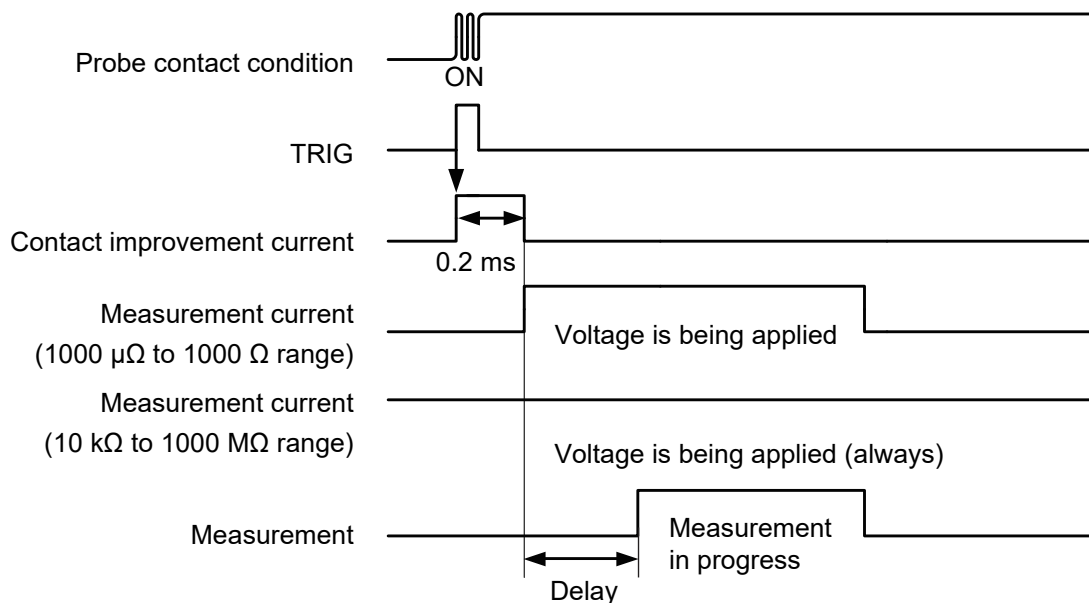 Probe contact condition
ON
TRIG
Contact improvement current
0.2 ms
Measurement current
(1000 μΩ to 1000 Ω range)
Voltage is being applied
Measurement current
(10 kΩ to 1000 MΩ range)
Voltage is being applied (always)
Measurement
Measurement
in progress
Delay